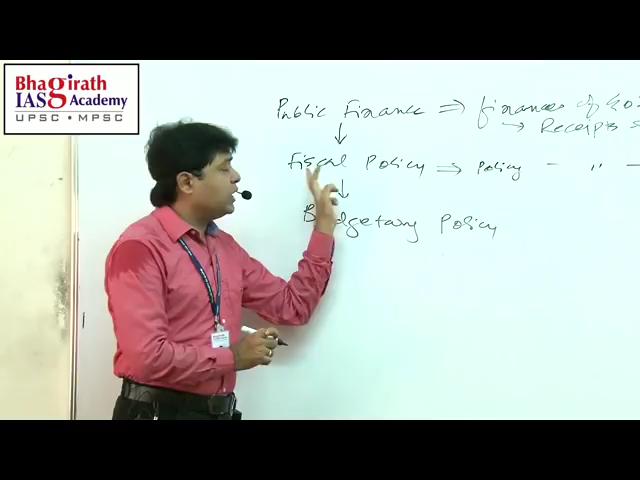 Bhagirath
IAS Academy
UPSC • MPSC
Public Finance ⇒ finances of
→ Receipts
↓
Fiscal Policy ⇒ Policy - " -
↓
Budgetary Policy